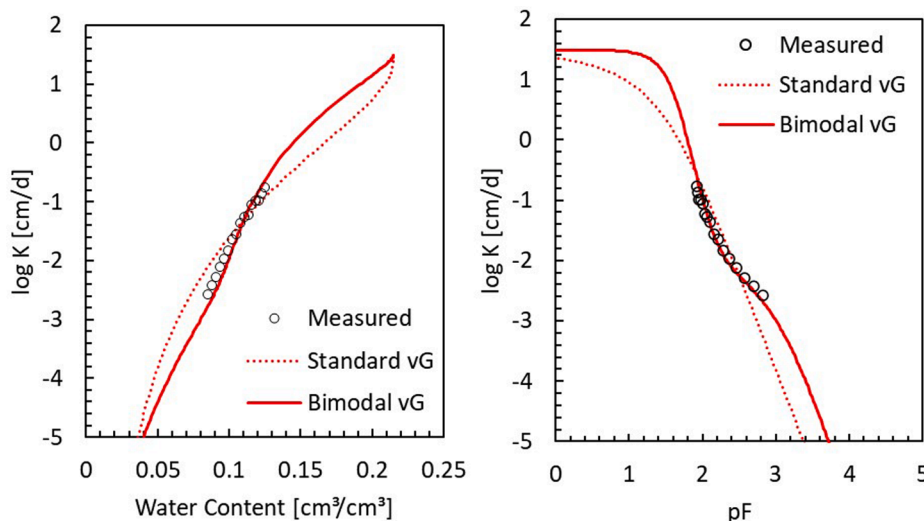 2
1
0
-1
-2
-3
-4
-5
log K [cm/d]
0
0.05
0.1
0.15
0.2
0.25
Water Content [cm³/cm³]
Measured
Standard vG
Bimodal vG
2
1
0
-1
-2
-3
-4
-5
log K [cm/d]
0
1
2
3
4
5
pF
Measured
Standard vG
Bimodal vG